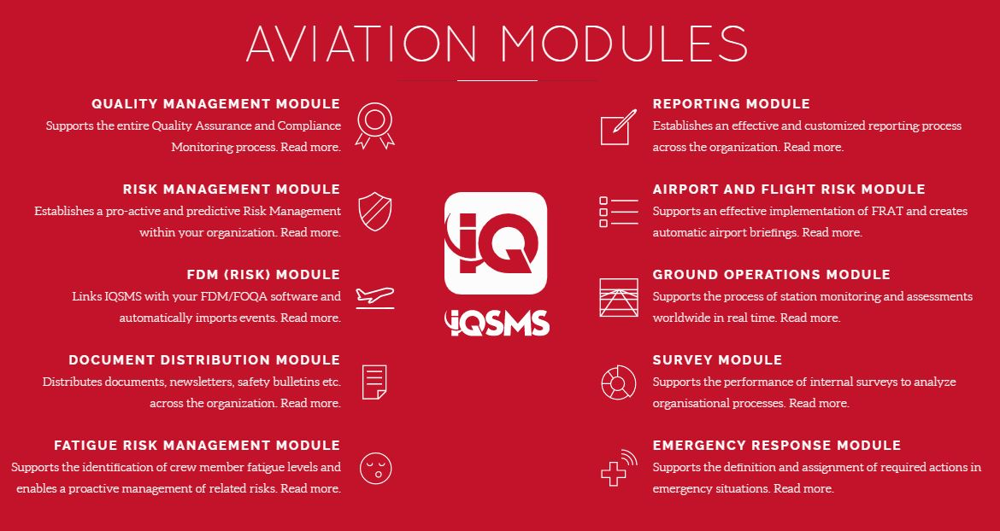 AVIATION MODULES
QUALITY MANAGEMENT MODULE
Supports the entire Quality Assurance and Compliance
Monitoring process. Read more.
RISK MANAGEMENT MODULE
Establishes a pro-active and predictive Risk Management
within your organization. Read more.
FDM (RISK) MODULE
Links IQSMS with your FDM/FOQA software and
automatically imports events. Read more.
DOCUMENT DISTRIBUTION MODULE
Distributes documents, newsletters, safety bulletins etc.
across the organization. Read more.
FATIGUE RISK MANAGEMENT MODULE
Supports the identification of crew member fatigue levels and
enables a proactive management of related risks. Read more.
iQ
iQSMS
REPORTING MODULE
Establishes an effective and customized reporting process
across the organization. Read more.
AIRPORT AND FLIGHT RISK MODULE
Supports an effective implementation of FRAT and creates
automatic airport briefings. Read more.
GROUND OPERATIONS MODULE
Supports the process of station monitoring and assessments
worldwide in real time. Read more.
SURVEY MODULE
Supports the performance of internal surveys to analyze
organisational processes. Read more.
EMERGENCY RESPONSE MODULE
Supports the definition and assignment of required actions in
emergency situations. Read more.